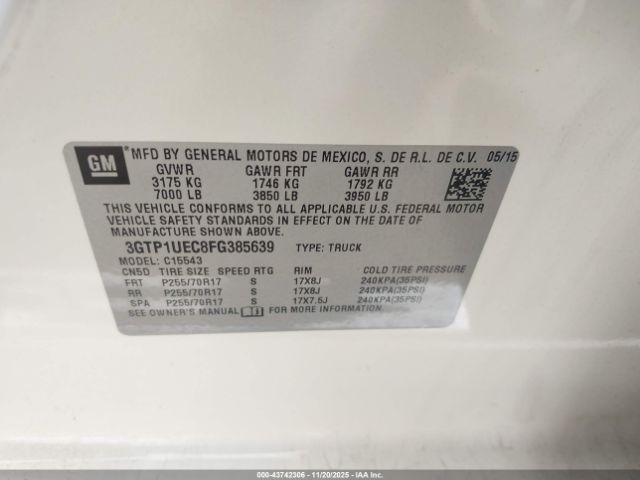 GM
MFD BY GENERAL MOTORS DE MEXICO, S. DE R.L. DE C.V. 05/15
GVWR GAWR FRT GAWR RR
3175 KG 1746 KG 1792 KG
7000 LB 3850 LB 3950 LB
THIS VEHICLE CONFORMS TO ALL APPLICABLE U.S. FEDERAL MOTOR
VEHICLE SAFETY STANDARDS IN EFFECT ON THE DATE OF
MANUFACTURE SHOWN ABOVE.
3GTP1UEC8FG385639 TYPE: TRUCK
MODEL: C15543
CN5D TIRE SIZE SPEED RTG RIM COLD TIRE PRESSURE
FRT P255/70R17 S 17X8J 240KPA(35PSI)
RR P255/70R17 S 17X8J 240KPA(35PSI)
SPA P255/70R17 S 17X7.5J 240KPA(35PSI)
SEE OWNER'S MANUAL FOR MORE INFORMATION.
000-43742306 - 11/20/2025 - IAAI.com